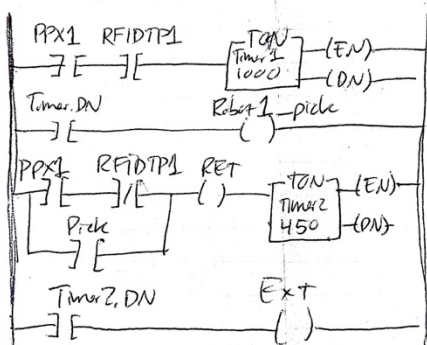 PPX1 RFIDTP1 TON (EN)
Timer1
1000 (DN)
Timer.DN Robot1_pick
PPX1 RFIDTP1 RET TON (EN)
Timer2
Pick 450 (DN)
Timer2.DN Ext